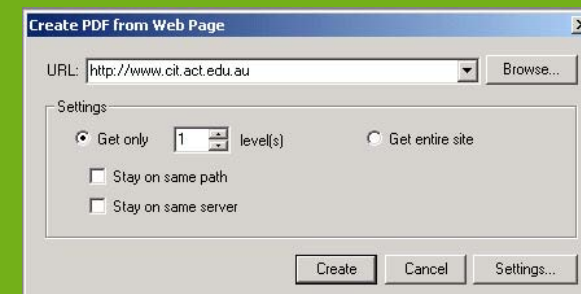 Create PDF from Web Page
URL: http://www.cit.act.edu.au Browse...
Settings
Get only 1 level(s) Get entire site
Stay on same path
Stay on same server
Create Cancel Settings...